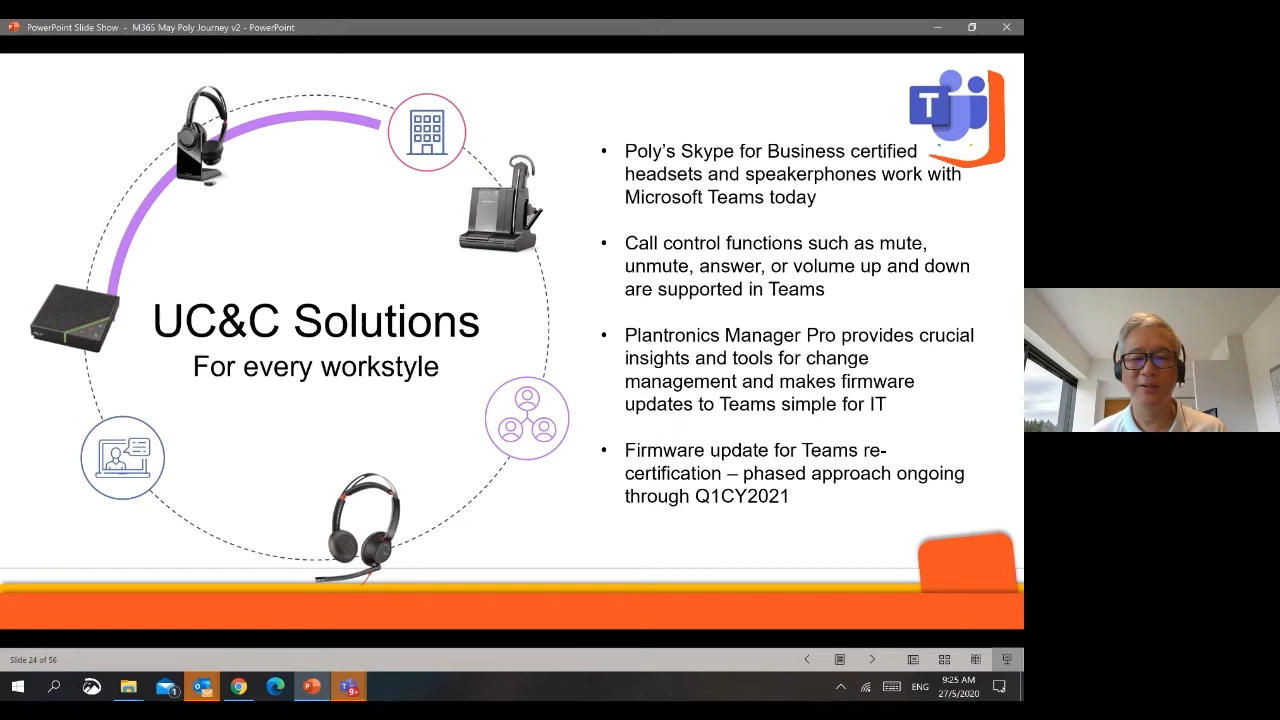 PowerPoint Slide Show - M365 May Poly Journey v2 - PowerPoint
T
UC&C Solutions
For every workstyle
• Poly’s Skype for Business certified
headsets and speakerphones work with
Microsoft Teams today
• Call control functions such as mute,
unmute, answer, or volume up and down
are supported in Teams
• Plantronics Manager Pro provides crucial
insights and tools for change
management and makes firmware
updates to Teams simple for IT
• Firmware update for Teams re-
certification – phased approach ongoing
through Q1CY2021
Slide 24 of 56
1
9+
ENG
9:25 AM
27/5/2020